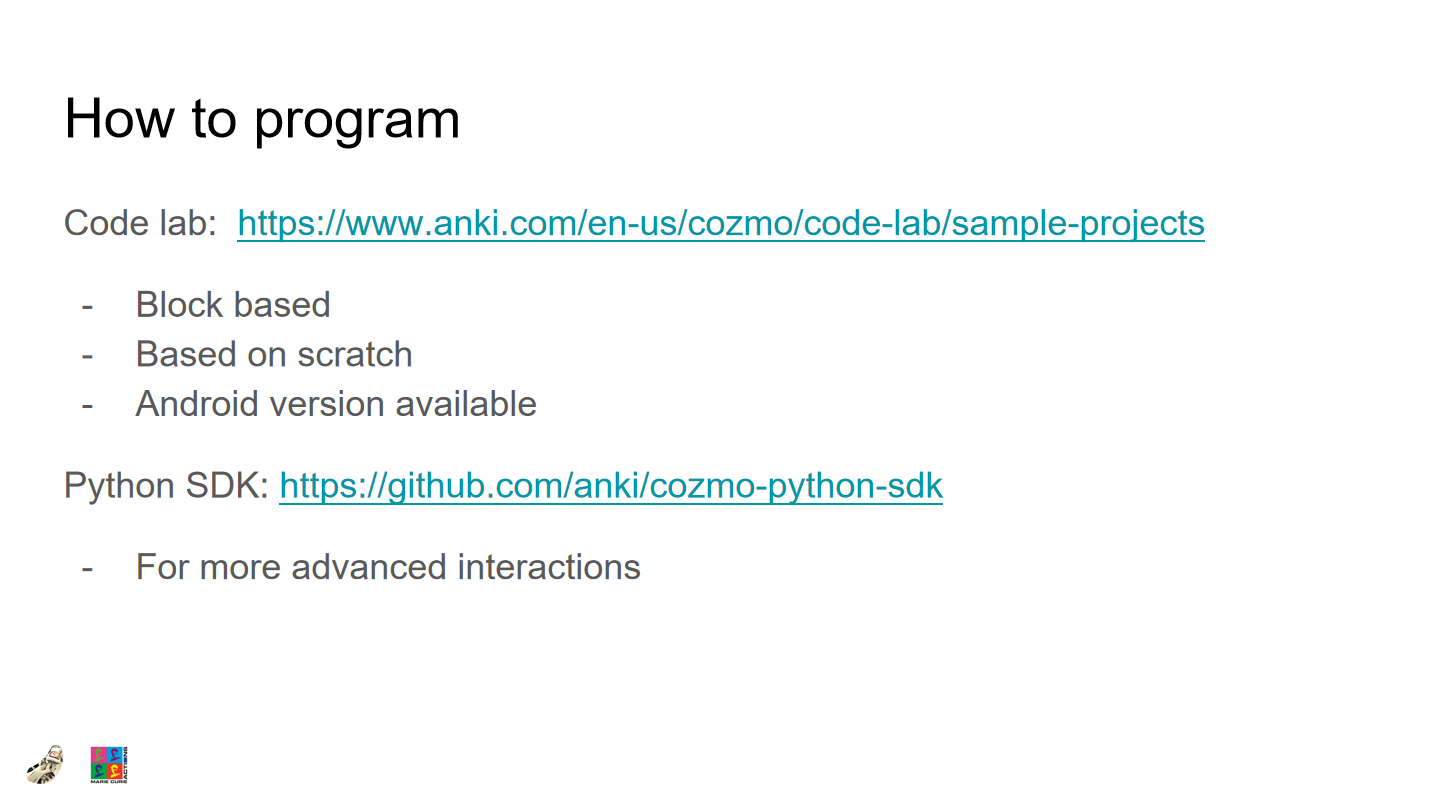 How to program
Code lab:  https://www.anki.com/en-us/cozmo/code-lab/sample-projects
- Block based
- Based on scratch
- Android version available
Python SDK: https://github.com/anki/cozmo-python-sdk
- For more advanced interactions
MARIE CURIE
ACTIONS